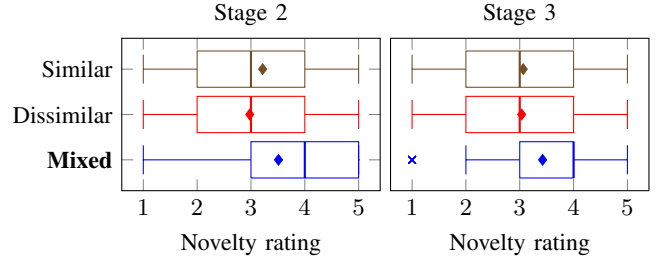 Stage 2 Stage 3
Similar
Dissimilar
Mixed
1 2 3 4 5 1 2 3 4 5
Novelty rating Novelty rating